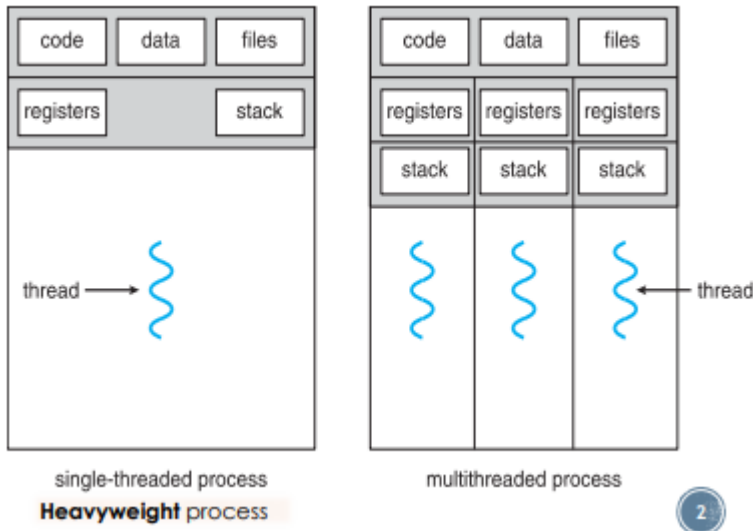 code data files
registers stack
thread
single-threaded process
Heavyweight process
code data files
registers registers registers
stack stack stack
thread
multithreaded process
2